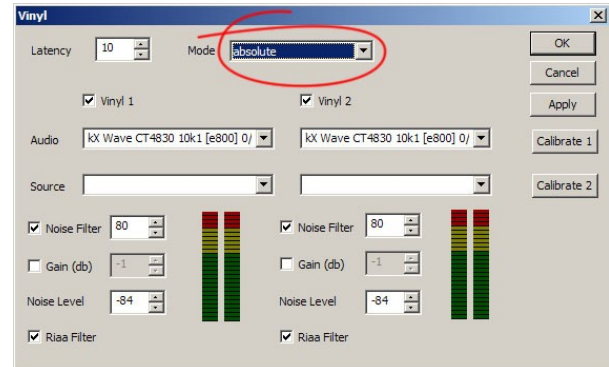 Vinyl
Latency 10 Mode absolute OK
Cancel
Vinyl 1 Vinyl 2 Apply
Audio kX Wave CT4830 10k1 [e800] 0/ kX Wave CT4830 10k1 [e800] 0/ Calibrate 1
Source Calibrate 2
Noise Filter 80 Noise Filter 80
Gain (db) -1 Gain (db) -1
Noise Level -84 Noise Level -84
Riaa Filter Riaa Filter